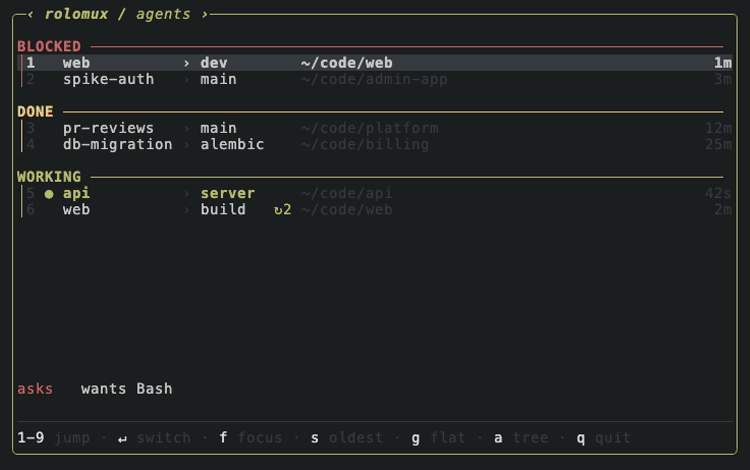 ‹ rolomux / agents ›
BLOCKED
1 web › dev ~/code/web 1m
2 spike-auth › main ~/code/admin-app 3m
DONE
3 pr-reviews › main ~/code/platform 12m
4 db-migration › alembic ~/code/billing 25m
WORKING
5 ● api › server ~/code/api 42s
6 web › build ↻2 ~/code/web 2m
asks wants Bash
1-9 jump · ↵ switch · f focus · s oldest · g flat · a tree · q quit